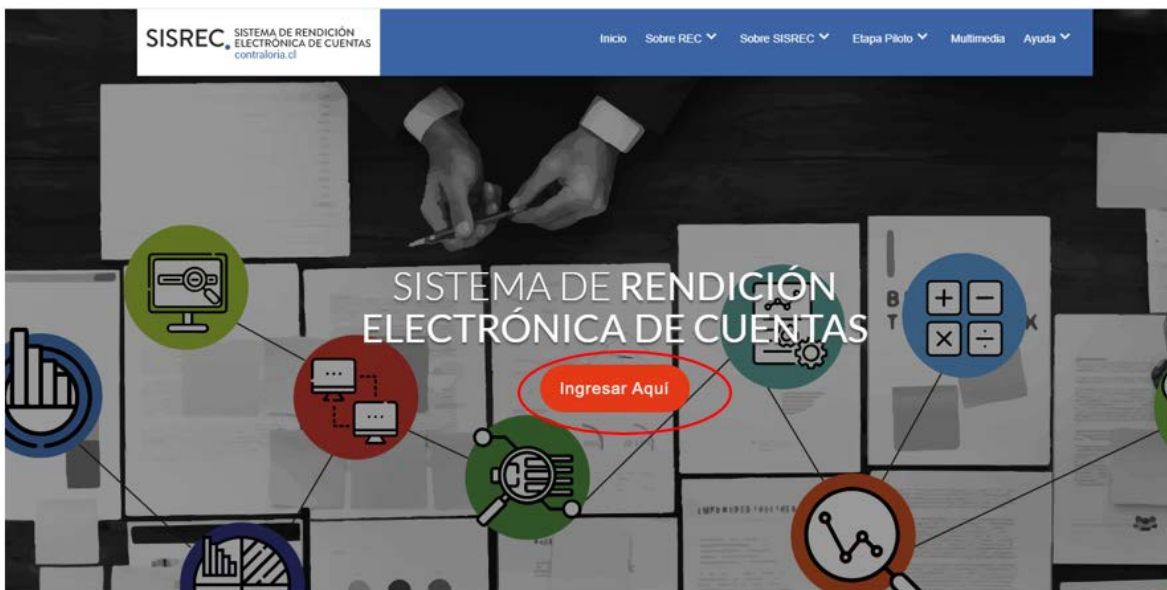 SISREC. SISTEMA DE RENDICIÓN
ELECTRÓNICA DE CUENTAS
contraloria.cl
Inicio Sobre REC Sobre SISREC Etapa Piloto Multimedia Ayuda
SISTEMA DE RENDICIÓN
ELECTRÓNICA DE CUENTAS
Ingresar Aquí